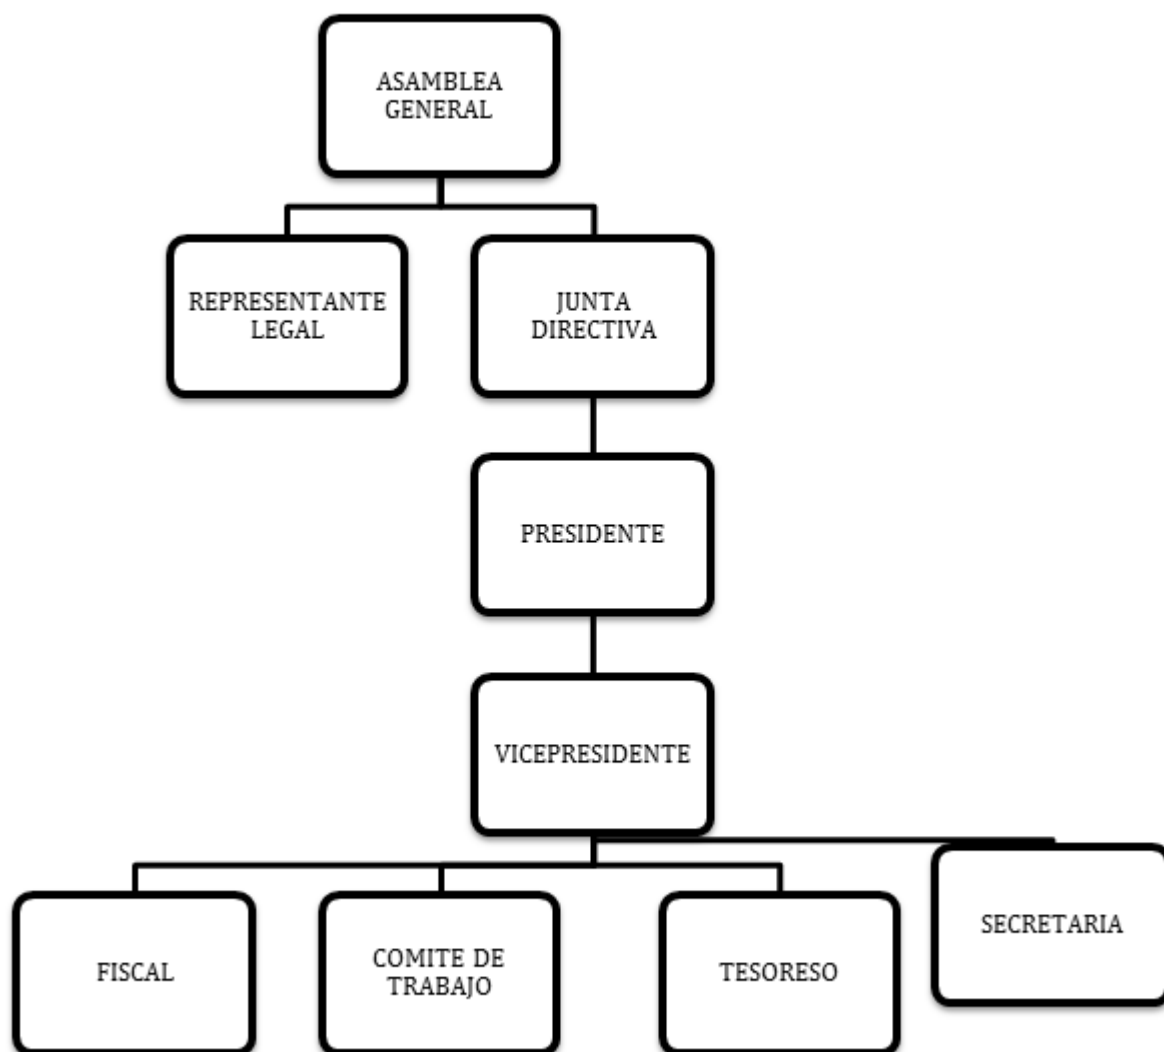 ASAMBLEA
GENERAL
REPRESENTANTE
LEGAL
JUNTA
DIRECTIVA
PRESIDENTE
VICEPRESIDENTE
FISCAL
COMITE DE
TRABAJO
TESORESO
SECRETARIA